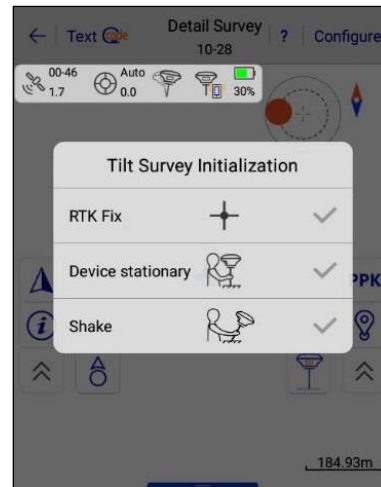 Text Code
Detail Survey
10-28
?
Configure
00-46
1.7
Auto
0.0
30%
Tilt Survey Initialization
RTK Fix
Device stationary
Shake
PPK
i
184.93m